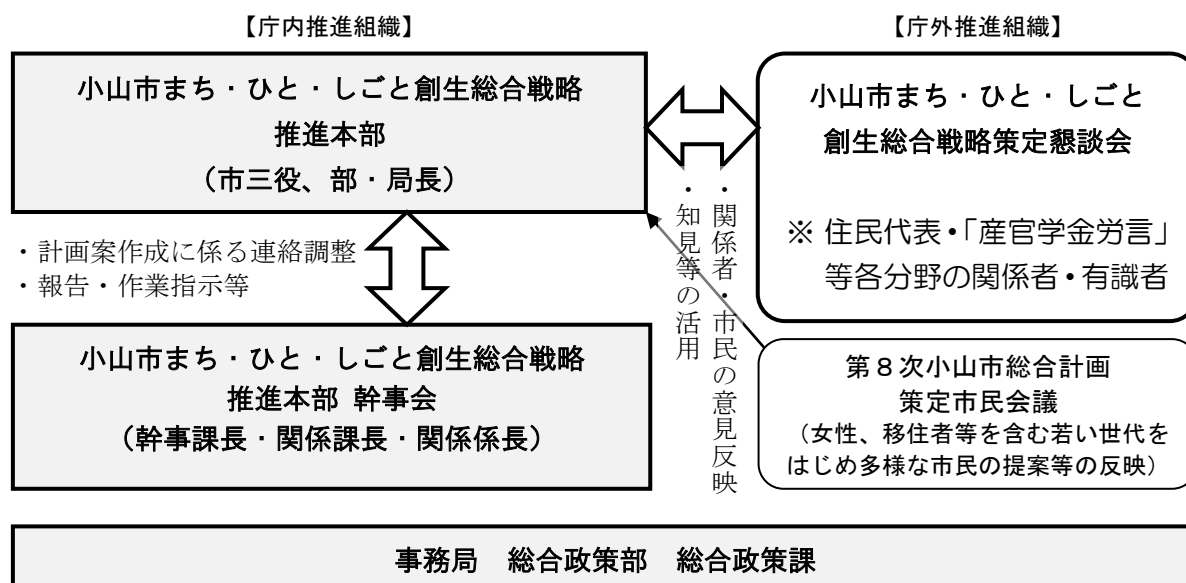 【庁内推進組織】
小山市まち・ひと・しごと創生総合戦略
推進本部
（市三役、部・局長）
・計画案作成に係る連絡調整
・報告・作業指示等
小山市まち・ひと・しごと創生総合戦略
推進本部 幹事会
（幹事課長・関係課長・関係係長）
・関係者・市民の意見反映
・知見等の活用
【庁外推進組織】
小山市まち・ひと・しごと
創生総合戦略策定懇談会
※ 住民代表・「産官学金労言」
等各分野の関係者・有識者
第８次小山市総合計画
策定市民会議
（女性、移住者等を含む若い世代を
はじめ多様な市民の提案等の反映）
事務局　総合政策部　総合政策課